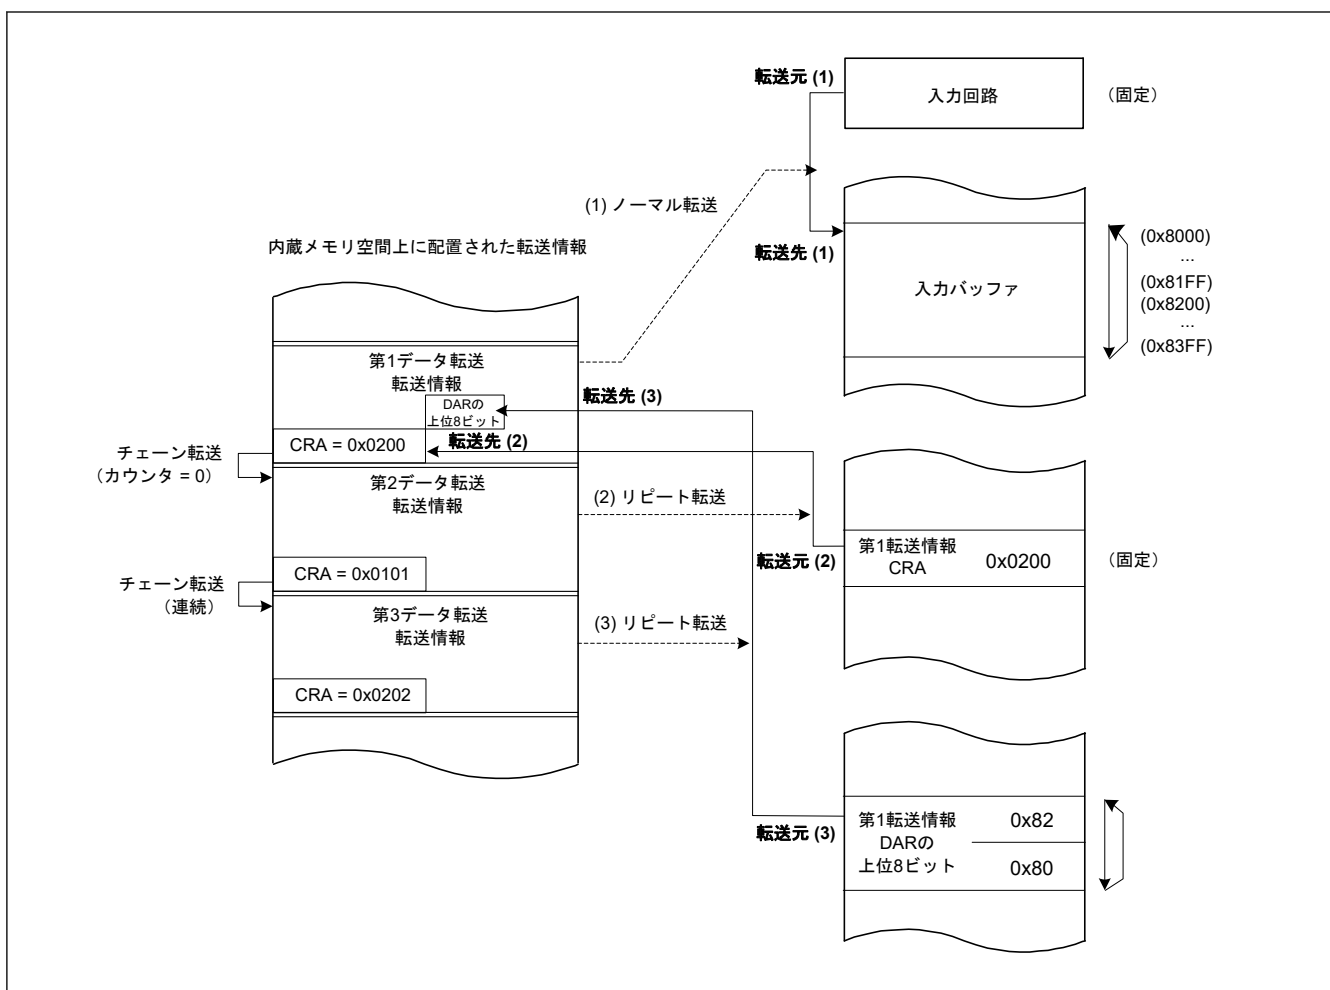 転送元 (1)
入力回路
（固定）
(1) ノーマル転送
転送先 (1)
入力バッファ
(0x8000)
...
(0x81FF)
(0x8200)
...
(0x83FF)
内蔵メモリ空間上に配置された転送情報
第1データ転送
転送情報
DARの
上位8ビット
転送先 (3)
CRA = 0x0200
転送先 (2)
チェーン転送
（カウンタ = 0）
第2データ転送
転送情報
(2) リピート転送
転送元 (2)
第1転送情報
CRA
0x0200
（固定）
CRA = 0x0101
チェーン転送
（連続）
第3データ転送
転送情報
(3) リピート転送
CRA = 0x0202
転送元 (3)
第1転送情報
DARの
上位8ビット
0x82
0x80